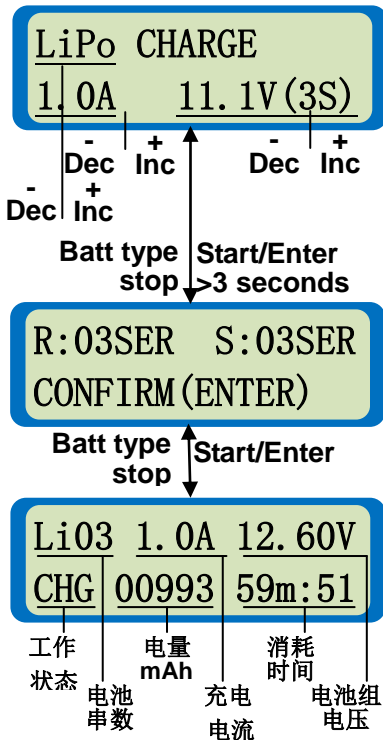 LiPo CHARGE
1.0A 11.1V(3S)
- + - +
Dec Inc Dec Inc
- +
Dec Inc
Batt type Start/Enter
stop >3 seconds
R:03SER S:03SER
CONFIRM(ENTER)
Batt type Start/Enter
stop
Li03 1.0A 12.60V
CHG 00993 59m:51
工作 电量 消耗
状态 mAh 时间
电池 充电 电池组
串数 电流 电压